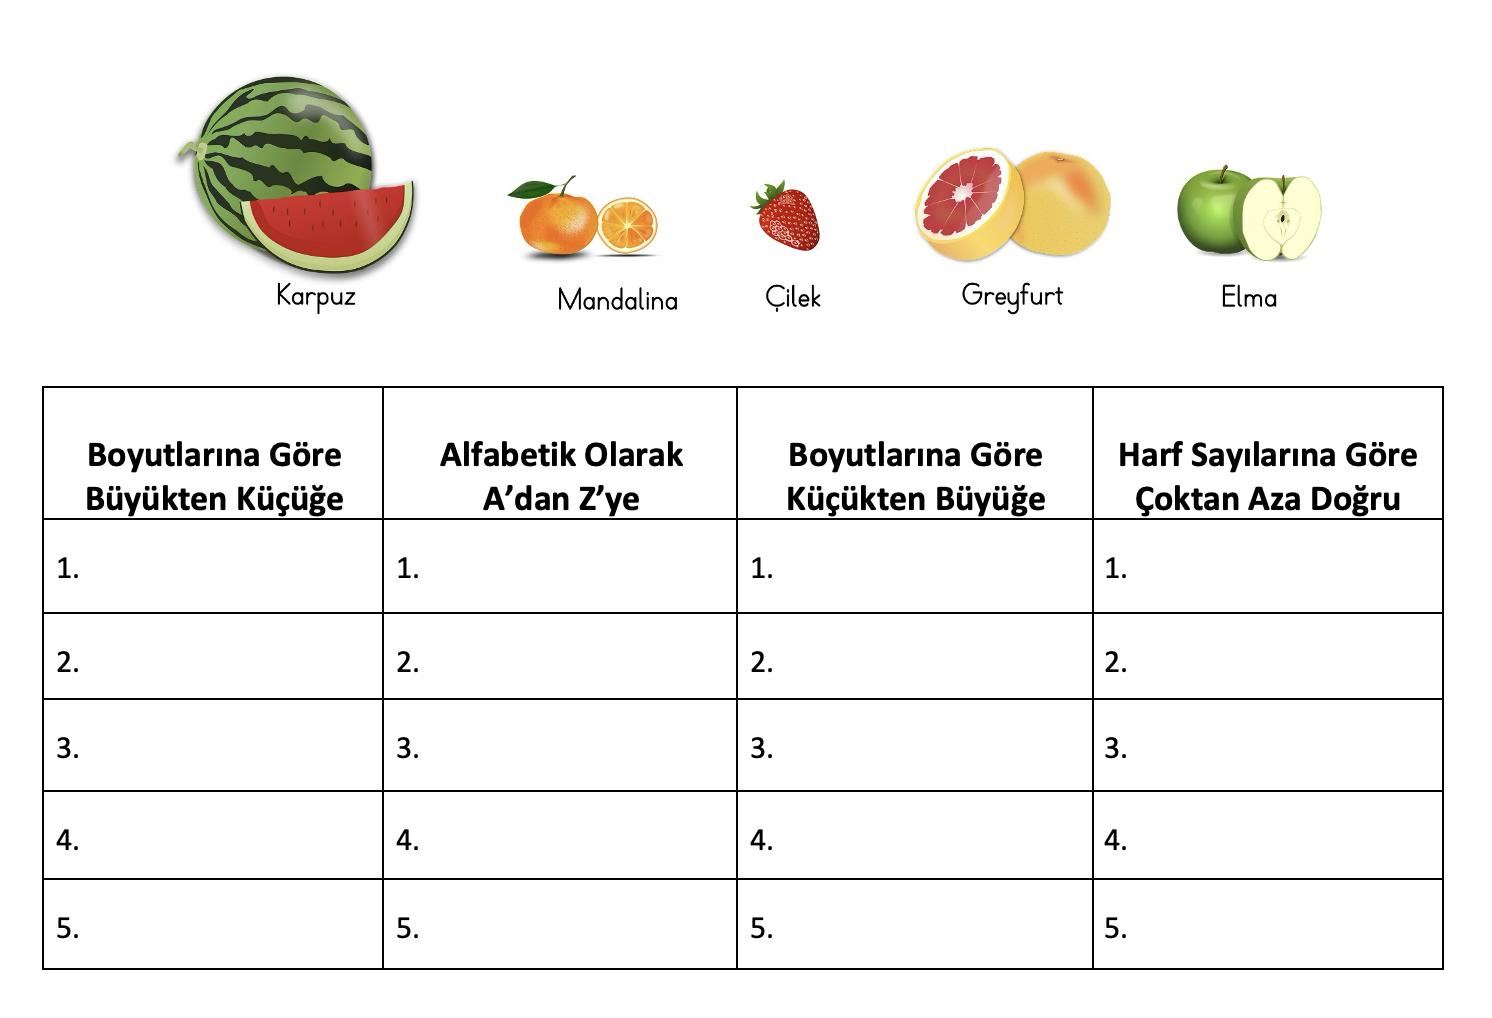 Karpuz
Mandalina
Çilek
Greyfurt
Elma
Boyutlarına Göre
Büyükten Küçüğe
Alfabetik Olarak
A’dan Z’ye
Boyutlarına Göre
Küçükten Büyüğe
Harf Sayılarına Göre
Çoktan Aza Doğru
1. 1. 1. 1.
2. 2. 2. 2.
3. 3. 3. 3.
4. 4. 4. 4.
5. 5. 5. 5.